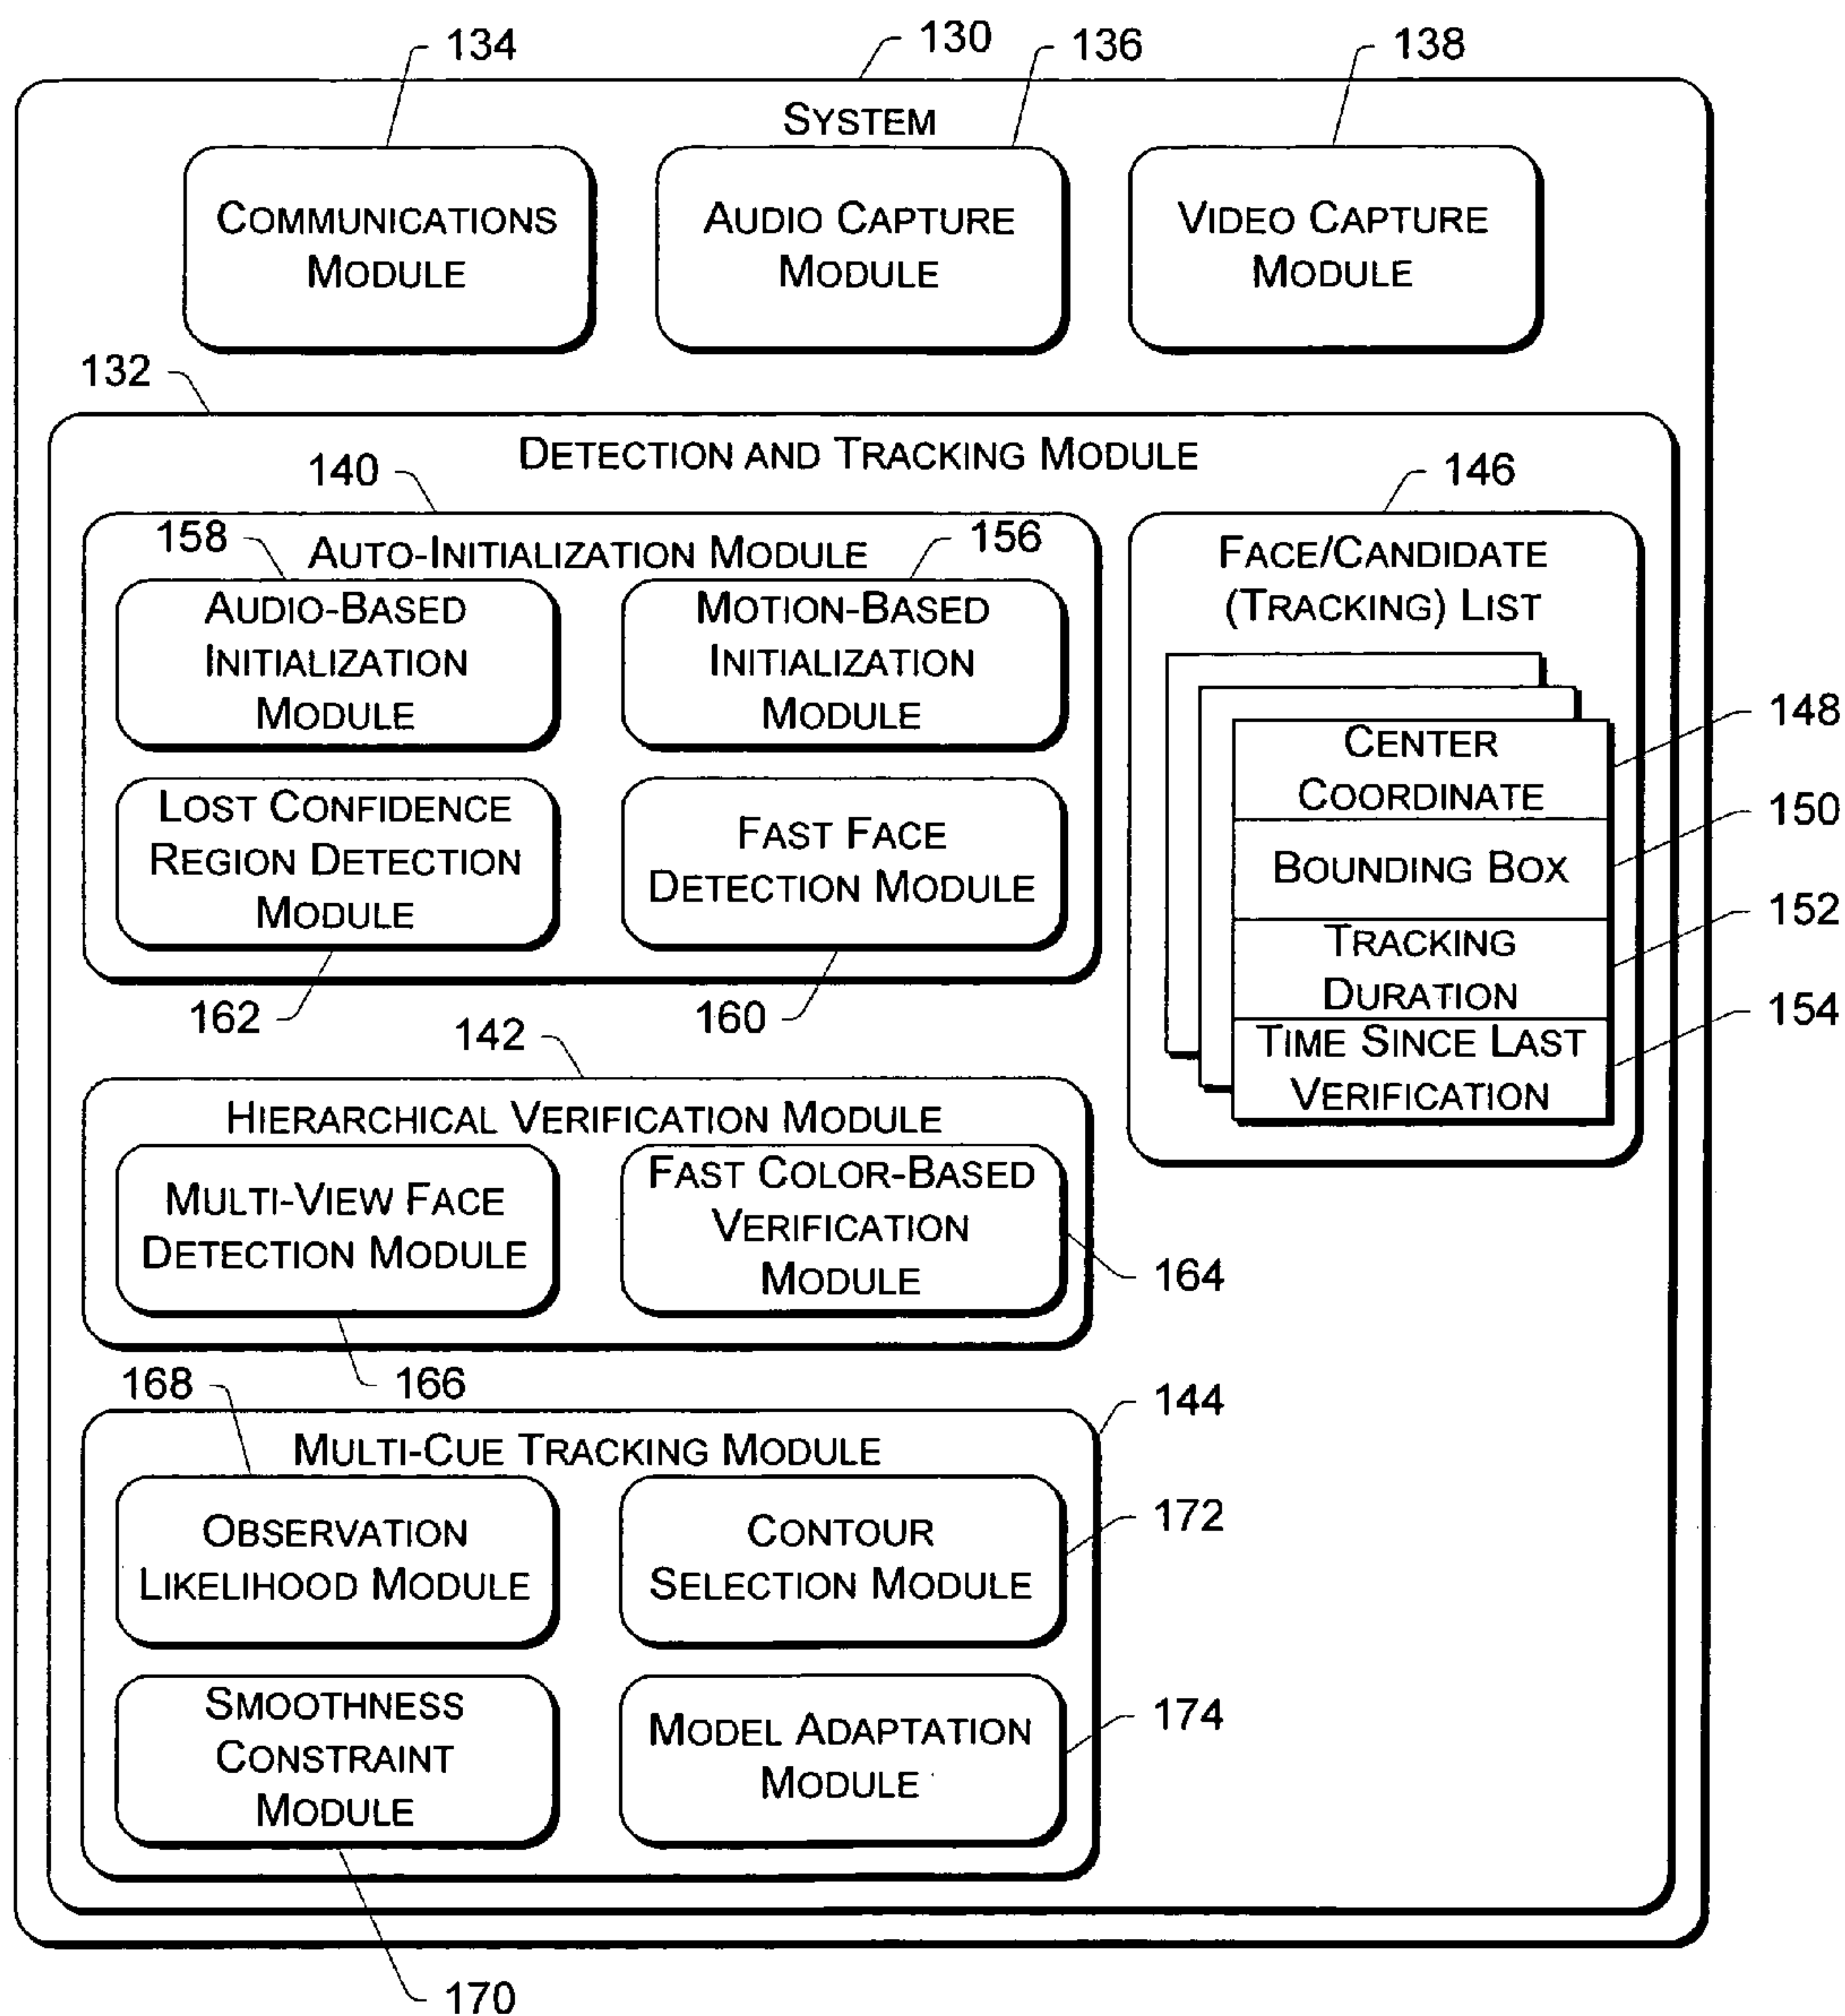 134
130
136
138
SYSTEM
COMMUNICATIONS
MODULE
AUDIO CAPTURE
MODULE
VIDEO CAPTURE
MODULE
132
DETECTION AND TRACKING MODULE
140
146
158
AUTO-INITIALIZATION MODULE
156
AUDIO-BASED
INITIALIZATION
MODULE
MOTION-BASED
INITIALIZATION
MODULE
LOST CONFIDENCE
REGION DETECTION
MODULE
FAST FACE
DETECTION MODULE
162
160
FACE/CANDIDATE
(TRACKING) LIST
CENTER
COORDINATE
148
BOUNDING BOX
150
TRACKING
DURATION
152
TIME SINCE LAST
VERIFICATION
154
142
HIERARCHICAL VERIFICATION MODULE
MULTI-VIEW FACE
DETECTION MODULE
FAST COLOR-BASED
VERIFICATION
MODULE
164
166
168
144
MULTI-CUE TRACKING MODULE
OBSERVATION
LIKELIHOOD MODULE
CONTOUR
SELECTION MODULE
172
SMOOTHNESS
CONSTRAINT
MODULE
MODEL ADAPTATION
MODULE
174
170